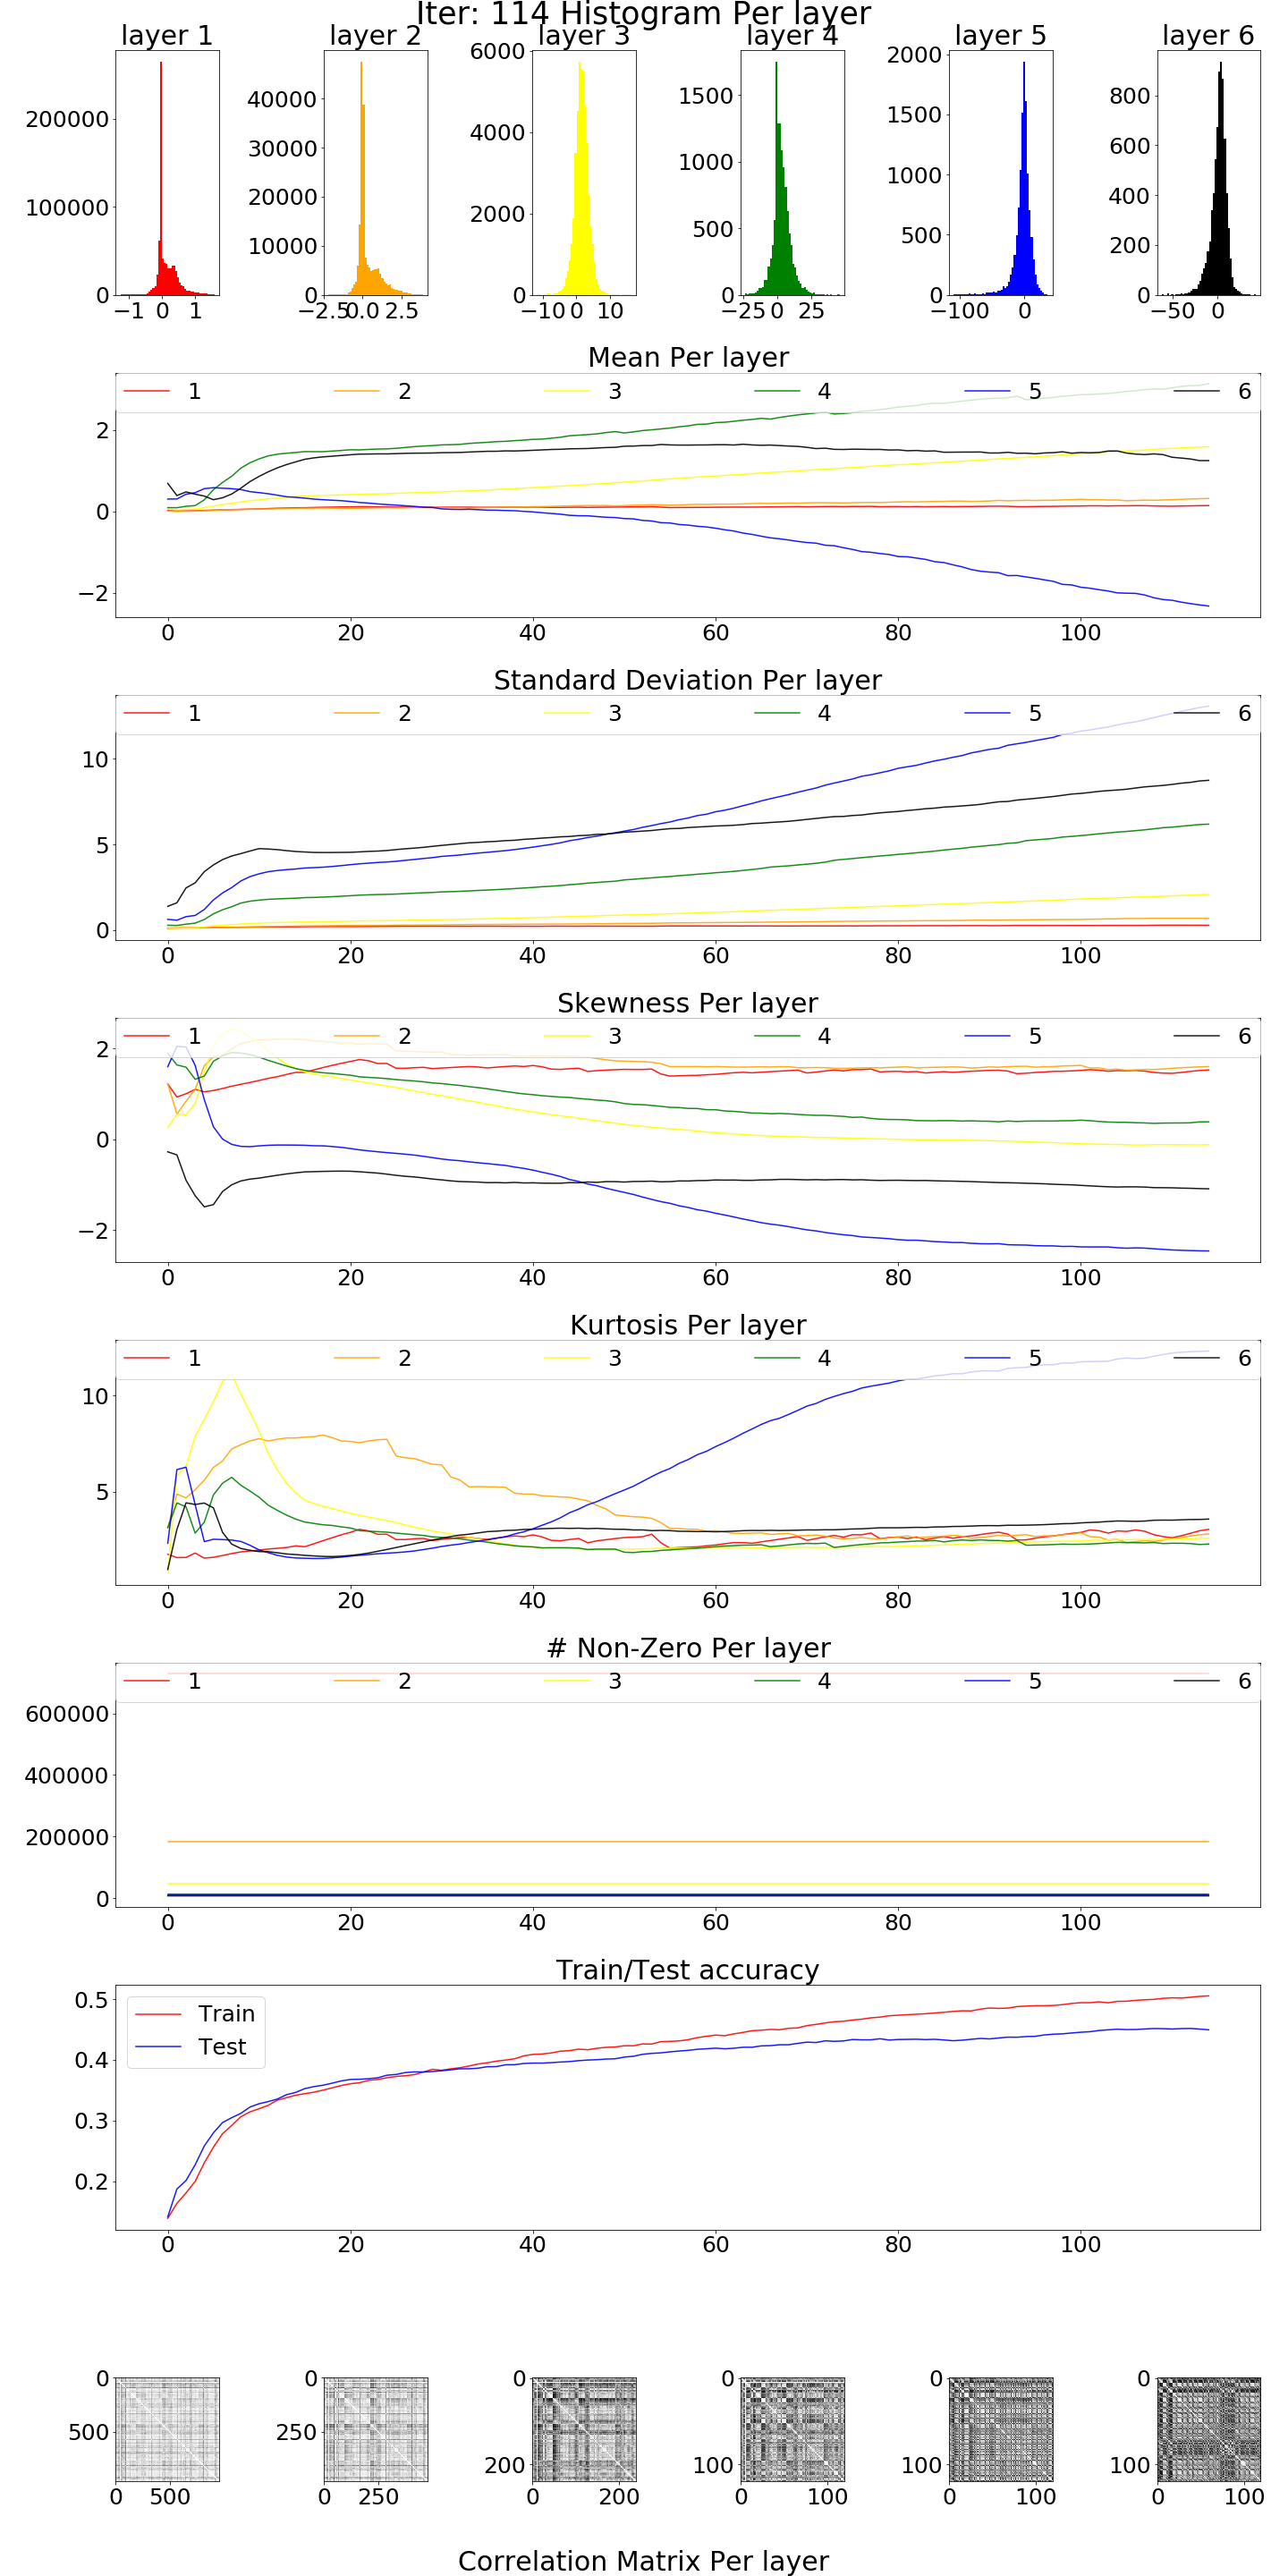 Iter: 114 Histogram Per layer
layer 1 layer 2 layer 3 layer 4 layer 5 layer 6
200000
100000
0
−1 0 1
40000
30000
20000
10000
0
−2.5 0.0 2.5
6000
4000
2000
0
−10 0 10
1500
1000
500
0
−25 0 25
2000
1500
1000
500
0
−100 0
800
600
400
200
0
−50 0
Mean Per layer
1 2 3 4 5 6
2
0
−2
0 20 40 60 80 100
Standard Deviation Per layer
1 2 3 4 5 6
10
5
0
0 20 40 60 80 100
Skewness Per layer
1 2 3 4 5 6
2
0
−2
0 20 40 60 80 100
Kurtosis Per layer
1 2 3 4 5 6
10
5
0 20 40 60 80 100
# Non-Zero Per layer
1 2 3 4 5 6
600000
400000
200000
0
0 20 40 60 80 100
Train/Test accuracy
Train
Test
0.5
0.4
0.3
0.2
0 20 40 60 80 100
0
500
0 500
0
250
0 250
0
200
0 200
0
100
0 100
0
100
0 100
0
100
0 100
Correlation Matrix Per layer